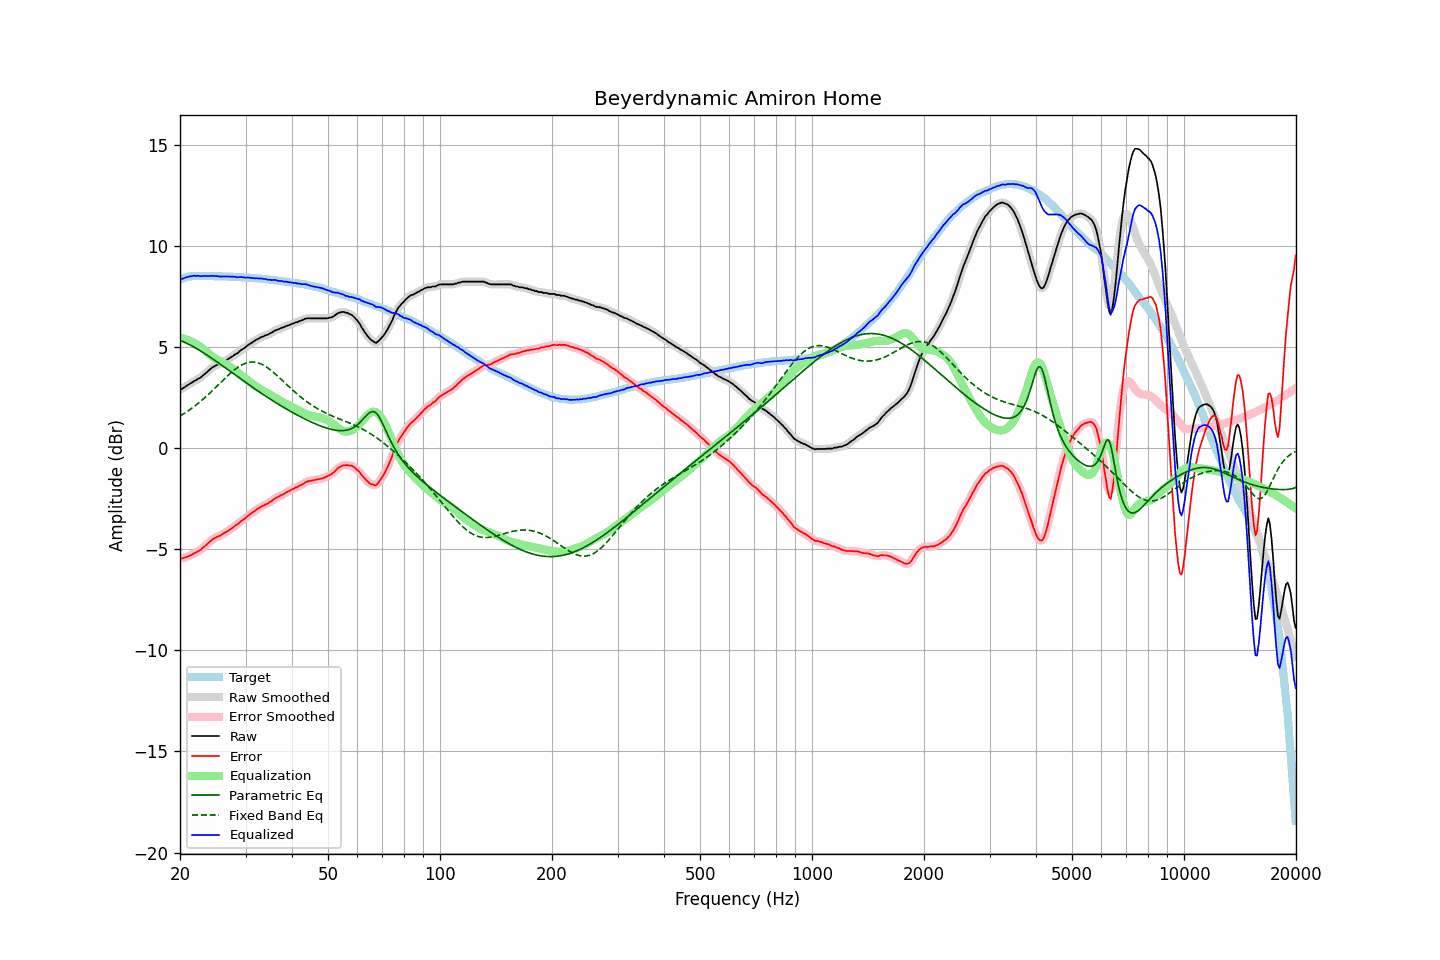 Beyerdynamic Amiron Home
15
10
5
0
−5
−10
−15
−20
Amplitude (dBr)
Target
Raw Smoothed
Error Smoothed
Raw
Error
Equalization
Parametric Eq
Fixed Band Eq
Equalized
20 50 100 200 500 1000 2000 5000 10000 20000
Frequency (Hz)